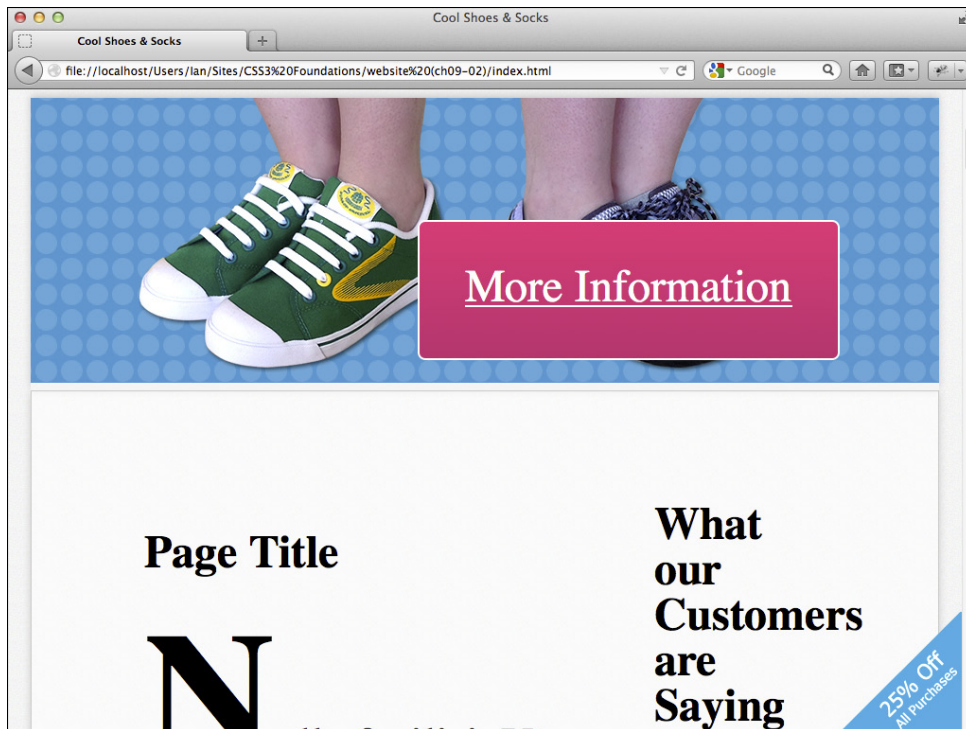 Cool Shoes & Socks
Cool Shoes & Socks
file://localhost/Users/Ian/Sites/CSS3%20Foundations/website%20(ch09-02)/index.html
Google
More Information
Page Title
N
What
our
Customers
are
Saying
25% Off
All Purchases